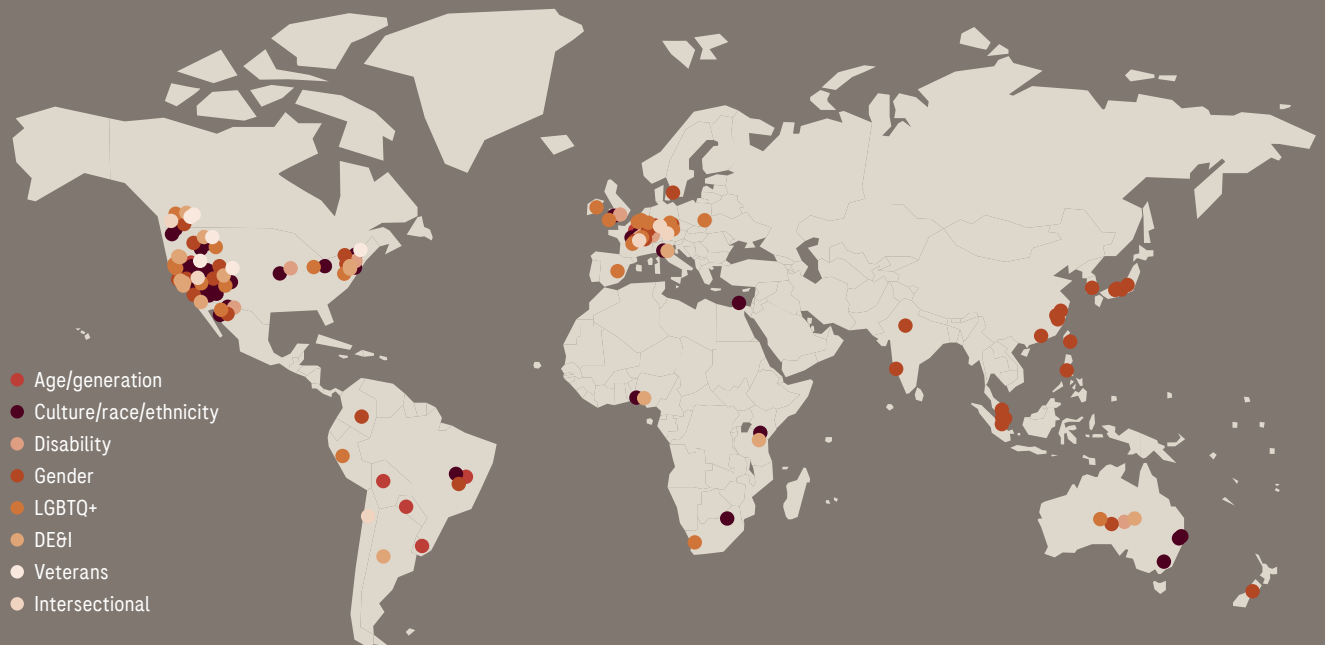 Age/generation
Culture/race/ethnicity
Disability
Gender
LGBTQ+
DE&I
Veterans
Intersectional